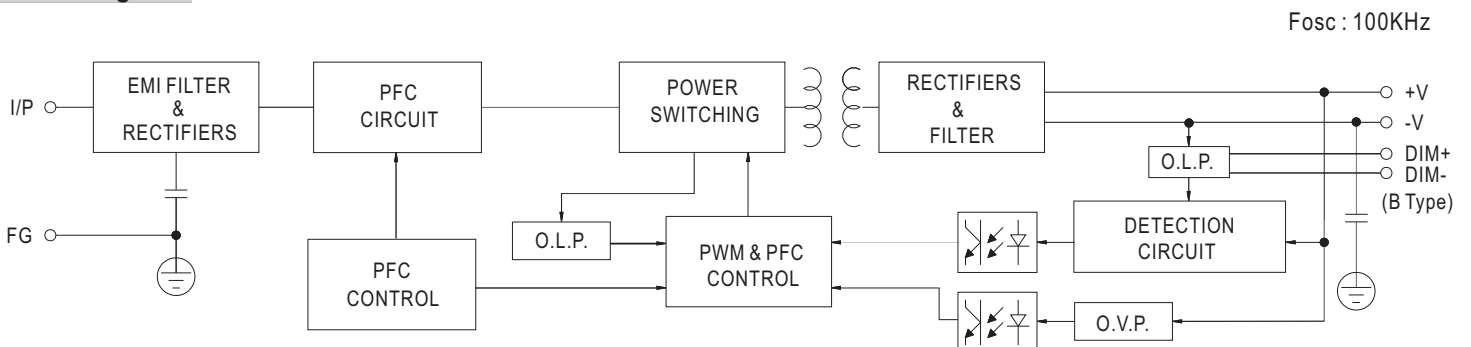 Fosc : 100KHz
I/P
EMI FILTER
&
RECTIFIERS
PFC
CIRCUIT
POWER
SWITCHING
RECTIFIERS
&
FILTER
+V
-V
DIM+
DIM-
(B Type)
O.L.P.
FG
O.L.P.
DETECTION
CIRCUIT
PFC
CONTROL
PWM & PFC
CONTROL
O.V.P.